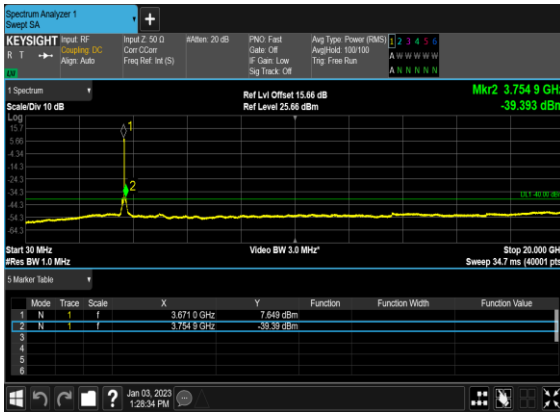 Spectrum Analyzer 1
Swept SA
+
KEYSIGHT Input: RF Input Z: 50 Ω #Atten: 20 dB PNO: Fast Avg Type: Power (RMS) 1 2 3 4 5 6
R T Coupling: DC Corr CCorr Gate: Off Avg|Hold: 100/100 A W W W W W
Align: Auto Freq Ref: Int (S) IF Gain: Low Trig: Free Run
Sig Track: Off A N N N N N
1 Spectrum
Ref Lvl Offset 15.66 dB Mkr2 3.754 9 GHz
Scale/Div 10 dB Ref Level 25.66 dBm -39.393 dBm
Log
15.7
5.66
-4.34
-14.3
-24.3
-34.3
-44.3
-54.3
-64.3
1
2
DL1 -40.00 dBm
Start 30 MHz Video BW 3.0 MHz* Stop 20.000 GHz
#Res BW 1.0 MHz Sweep 34.7 ms (40001 pts)
5 Marker Table
Mode Trace Scale X Y Function Function Width Function Value
1 N 1 f 3.671 0 GHz 7.649 dBm
2 N 1 f 3.754 9 GHz -39.39 dBm
3
4
5
6
? Jan 03, 2023
1:28:34 PM